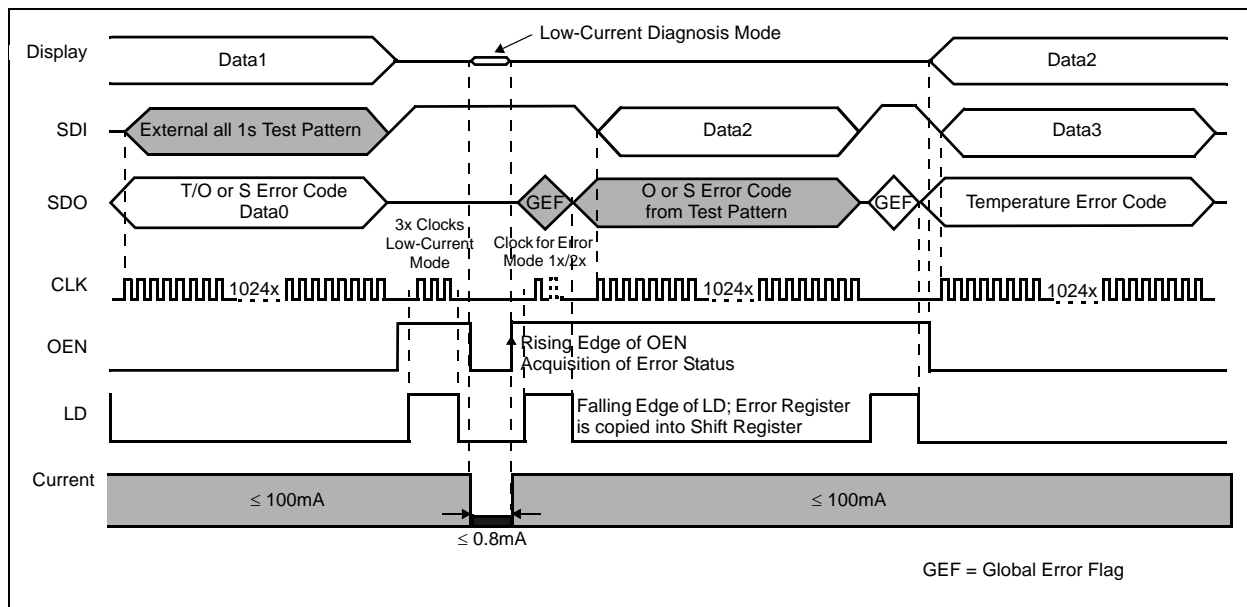 Low-Current Diagnosis Mode
Display
Data1
Data2
SDI
External all 1s Test Pattern
Data2
Data3
SDO
T/O or S Error Code
Data0
GEF
O or S Error Code
from Test Pattern
GEF
Temperature Error Code
3x Clocks
Low-Current
Mode
Clock for Error
Mode 1x/2x
CLK
1024x
1024x
1024x
OEN
Rising Edge of OEN
Acquisition of Error Status
LD
Falling Edge of LD; Error Register
is copied into Shift Register
Current
≤ 100mA
≤ 100mA
≤ 0.8mA
GEF = Global Error Flag